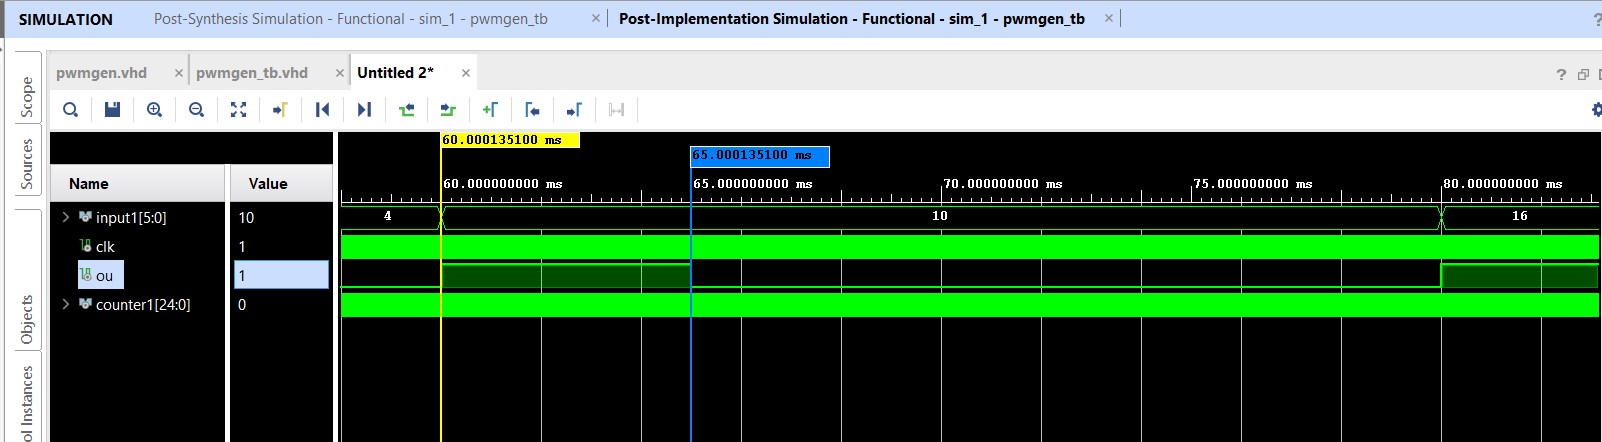 SIMULATION
Post-Synthesis Simulation - Functional - sim_1 - pwmgen_tb ×
Post-Implementation Simulation - Functional - sim_1 - pwmgen_tb ×
?
pwmgen.vhd ×
pwmgen_tb.vhd ×
Untitled 2* ×
?
Scope
Sources
Objects
60.000135100 ms
65.000135100 ms
60.000000000 ms 65.000000000 ms 70.000000000 ms 75.000000000 ms 80.000000000 ms
Name Value
input1[5:0] 10 4 10 16
clk 1
ou 1
counter1[24:0] 0
ol Instances